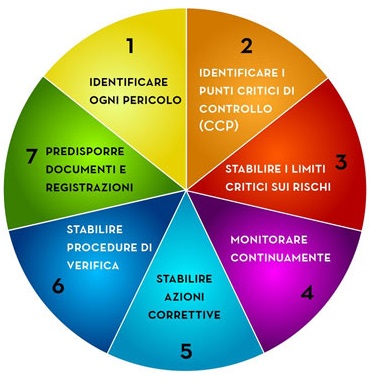 1
IDENTIFICARE
OGNI PERICOLO
2
IDENTIFICARE I
PUNTI CRITICI DI
CONTROLLO
(CCP)
3
STABILIRE I LIMITI
CRITICI SUI RISCHI
MONITORARE
CONTINUAMENTE
4
STABILIRE
AZIONI
CORRETTIVE
5
STABILIRE
PROCEDURE DI
VERIFICA
6
7
PREDISPORRE
DOCUMENTI E
REGISTRAZIONI